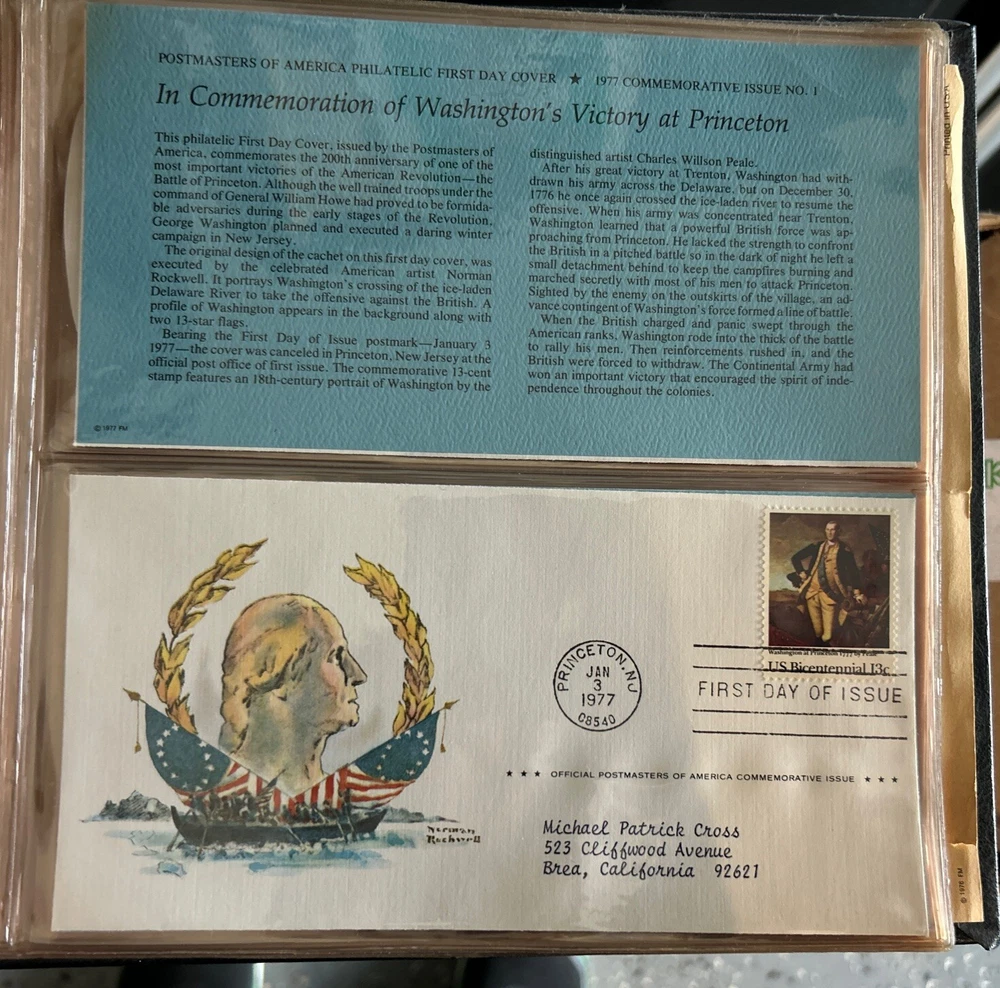 POSTMASTERS OF AMERICA PHILATELIC FIRST DAY COVER ★ 1977 COMMEMORATIVE ISSUE NO. 1
In Commemoration of Washington's Victory at Princeton
This philatelic First Day Cover, issued by the Postmasters of
America, commemorates the 200th anniversary of one of the
most important victories of the American Revolution—the
Battle of Princeton. Although the well trained troops under the
command of General William Howe had proved to be formida-
ble adversaries during the early stages of the Revolution,
George Washington planned and executed a daring winter
campaign in New Jersey.
The original design of the cachet on this first day cover, was
executed by the celebrated American artist Norman
Rockwell. It portrays Washington's crossing of the ice-laden
Delaware River to take the offensive against the British. A
profile of Washington appears in the background along with
two 13-star flags.
Bearing the First Day of Issue postmark—January 3
1977—the cover was canceled in Princeton, New Jersey at the
official post office of first issue. The commemorative 13-cent
stamp features an 18th-century portrait of Washington by the
distinguished artist Charles Willson Peale.
After his great victory at Trenton, Washington had with-
drawn his army across the Delaware, but on December 30,
1776 he once again crossed the ice-laden river to resume the
offensive. When his army was concentrated near Trenton,
Washington learned that a powerful British force was ap-
proaching from Princeton. He lacked the strength to confront
the British in a pitched battle so in the dark of night he left a
small detachment behind to keep the campfires burning and
marched secretly with most of his men to attack Princeton.
Sighted by the enemy on the outskirts of the village, an ad-
vance contingent of Washington's force formed a line of battle.
When the British charged and panic swept through the
American ranks, Washington rode into the thick of the battle
to rally his men. Then reinforcements rushed in, and the
British were forced to withdraw. The Continental Army had
won an important victory that encouraged the spirit of inde-
pendence throughout the colonies.
© 1977 FM
Printed in USA
Washington at Princeton 1777 by Peale
US Bicentennial 13c
PRINCETON, NJ
JAN
3
1977
08540
FIRST DAY OF ISSUE
★ ★ ★ OFFICIAL POSTMASTERS OF AMERICA COMMEMORATIVE ISSUE ★ ★ ★
Norman
Rockwell
Michael Patrick Cross
523 Cliffwood Avenue
Brea, California 92621
© 1976 FM